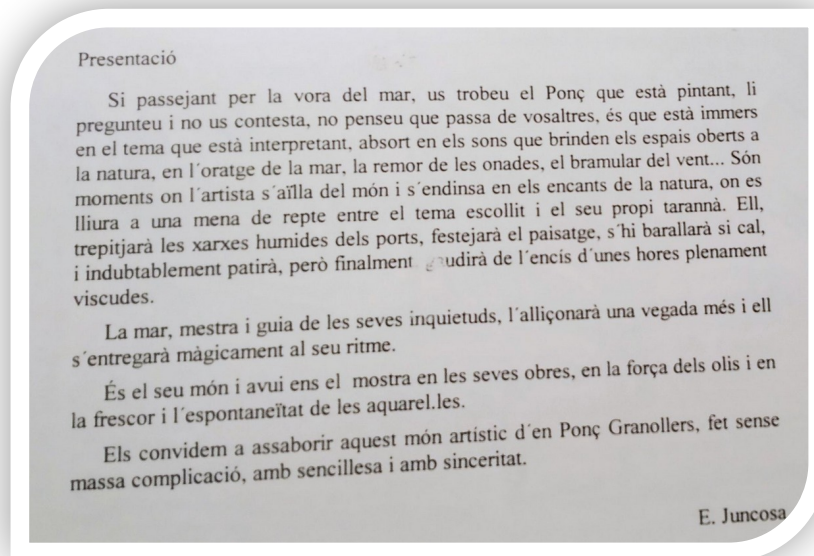 Presentació
Si passejant per la vora del mar, us trobeu el Ponç que està pintant, li
pregunteu i no us contesta, no penseu que passa de vosaltres, és que està immers
en el tema que està interpretant, absort en els sons que brinden els espais oberts a
la natura, en l´oratge de la mar, la remor de les onades, el bramular del vent... Són
moments on l´artista s´aïlla del món i s´endinsa en els encants de la natura, on es
lliura a una mena de repte entre el tema escollit i el seu propi tarannà. Ell,
trepitjarà les xarxes humides dels ports, festejarà el paisatge, s´hi barallarà si cal,
i indubtablement patirà, però finalment gaudirà de l´encís d´unes hores plenament
viscudes.
La mar, mestra i guia de les seves inquietuds, l´alliçonarà una vegada més i ell
s´entregarà màgicament al seu ritme.
És el seu món i avui ens el mostra en les seves obres, en la força dels olis i en
la frescor i l´espontaneïtat de les aquarel.les.
Els convidem a assaborir aquest món artístic d´en Ponç Granollers, fet sense
massa complicació, amb sencillesa i amb sinceritat.
E. Juncosa